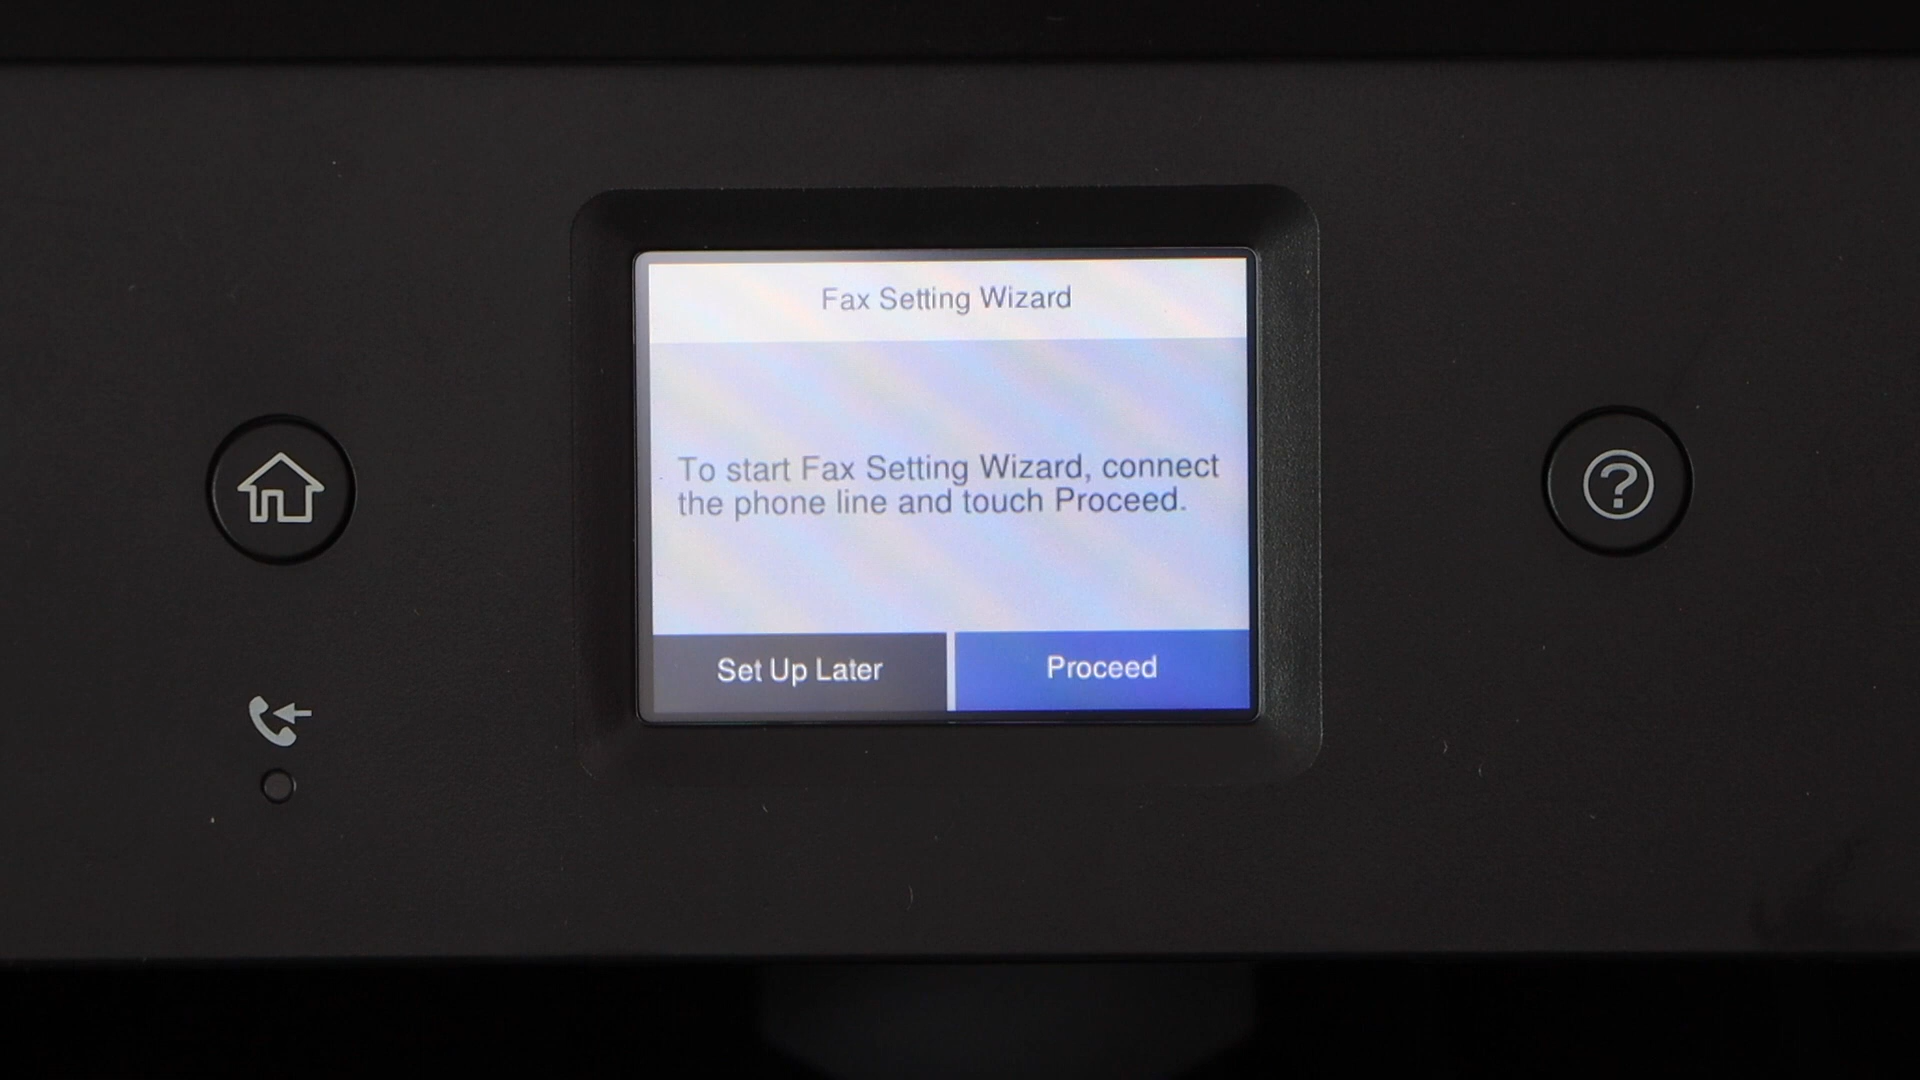 Fax Setting Wizard
To start Fax Setting Wizard, connect
the phone line and touch Proceed.
Set Up Later
Proceed